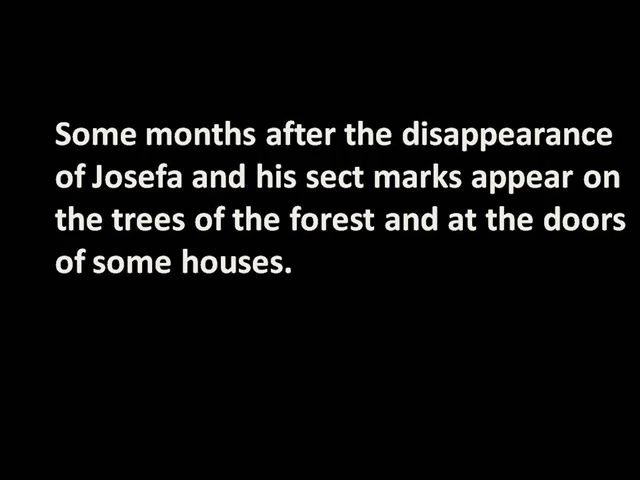 Some months after the disappearance
of Josefa and his sect marks appear on
the trees of the forest and at the doors
of some houses.